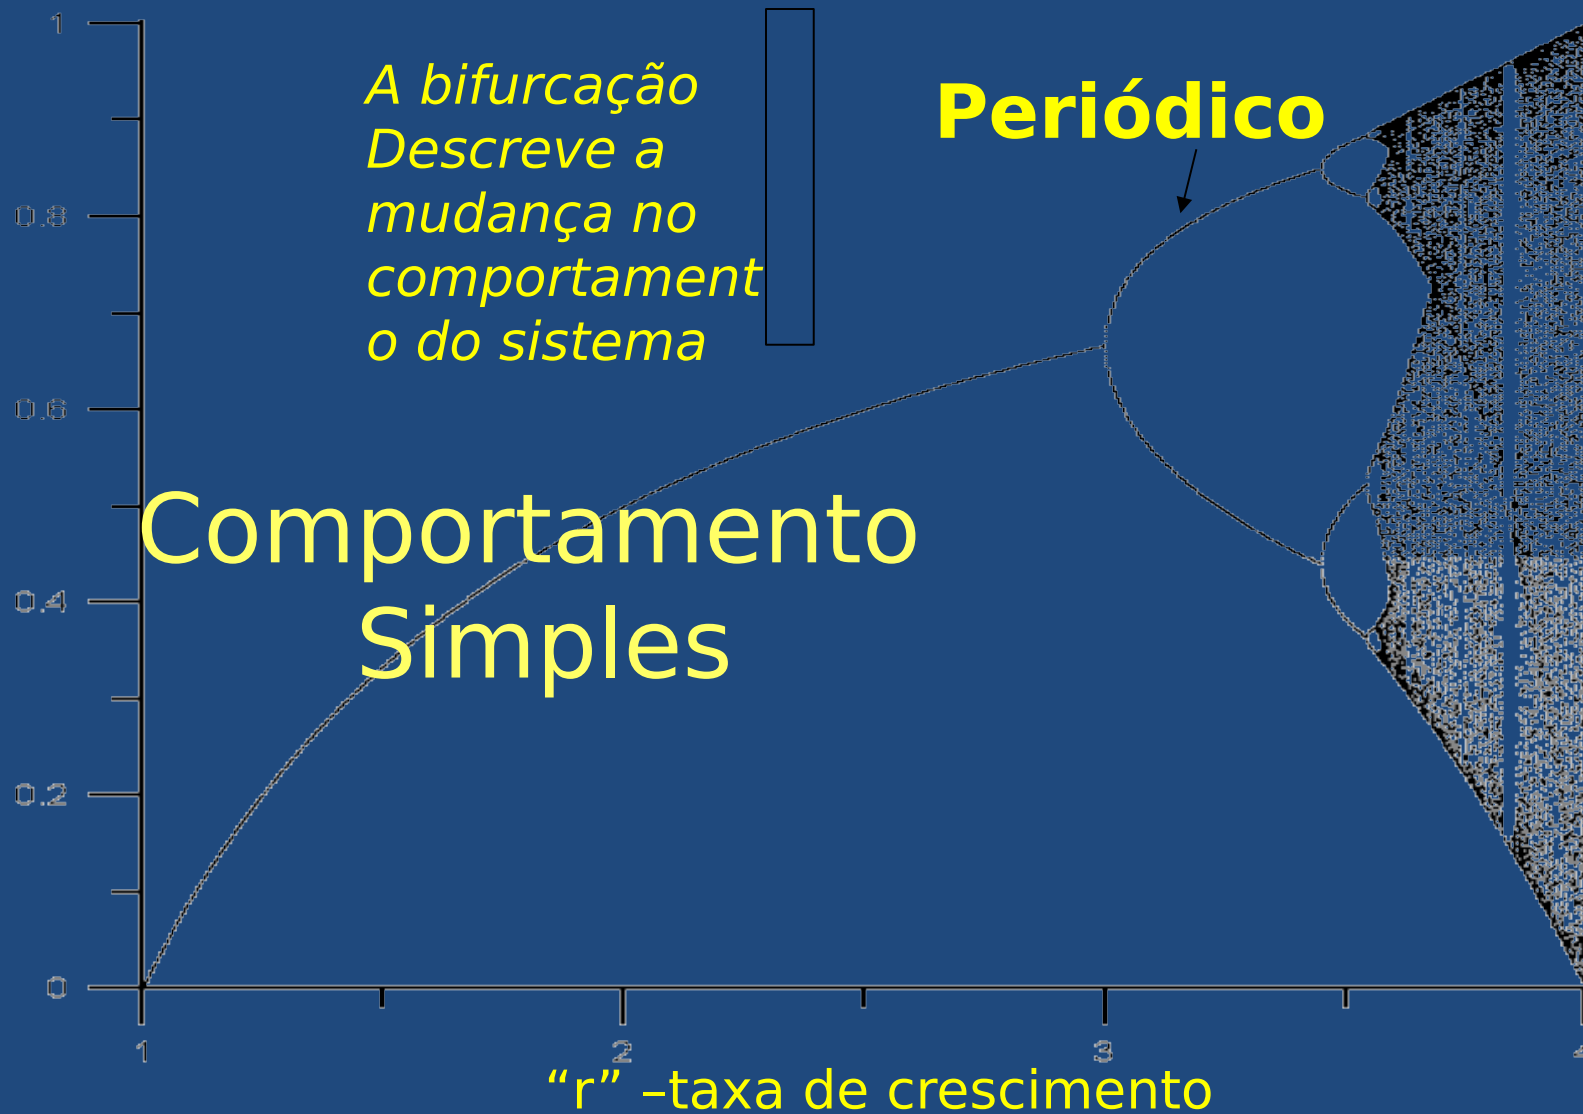 1
A bifurcação
Descreve a
mudança no
comportament
o do sistema
Periódico
0.8
0.6
Comportamento
Simples
0.4
0.2
0
1 2 3 4
“r” –taxa de crescimento